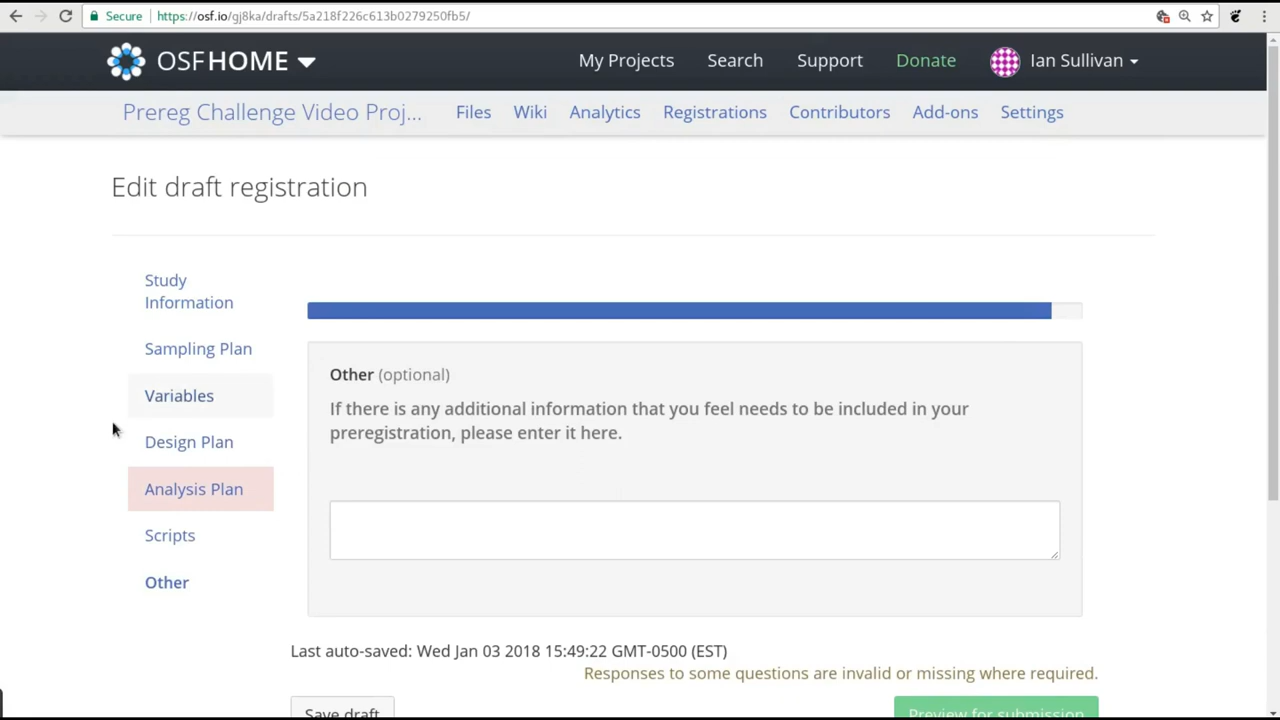 Secure https://osf.io/gj8ka/drafts/5a218f226c613b0279250fb5/
OSFHOME My Projects Search Support Donate Ian Sullivan
Prereg Challenge Video Proj... Files Wiki Analytics Registrations Contributors Add-ons Settings
Edit draft registration
Study
Information
Sampling Plan
Variables
Design Plan
Analysis Plan
Scripts
Other
Other (optional)
If there is any additional information that you feel needs to be included in your
preregistration, please enter it here.
Last auto-saved: Wed Jan 03 2018 15:49:22 GMT-0500 (EST)
Responses to some questions are invalid or missing where required.
Save draft Preview for submission